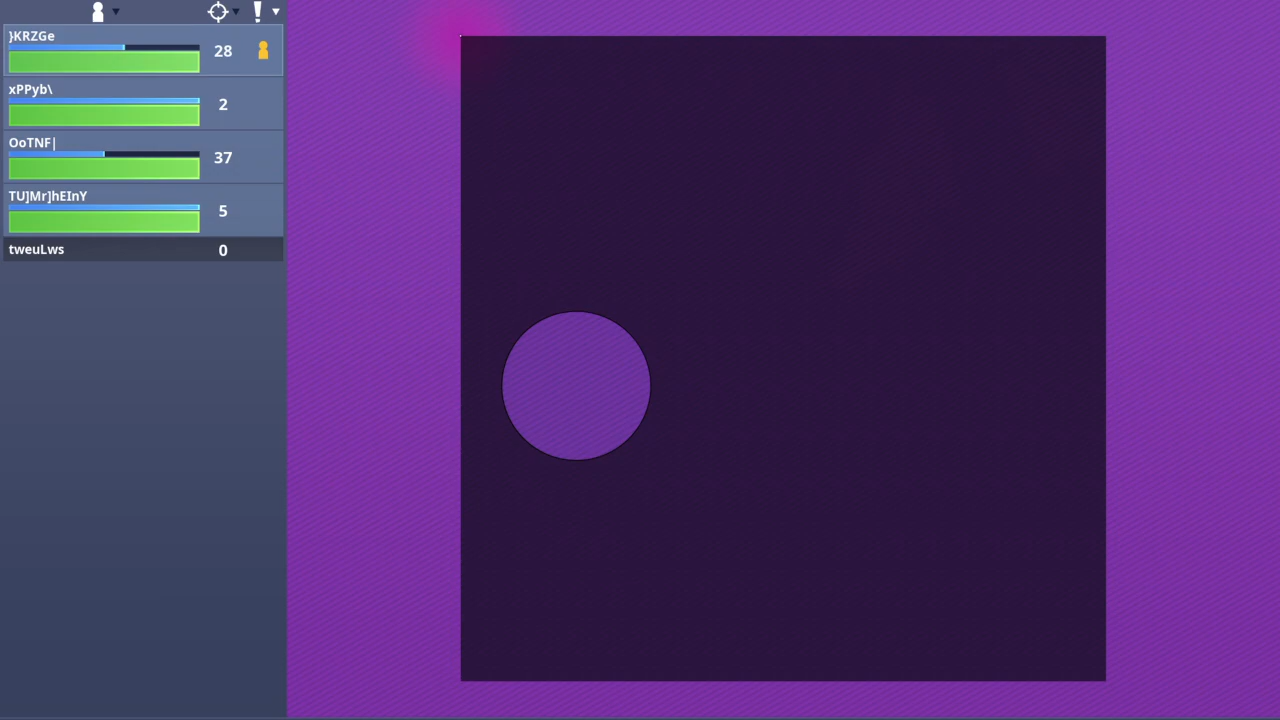 }KRZGe
28
xPPyb\
2
OoTNF|
37
TU]Mr]hEInY
5
tweuLws
0